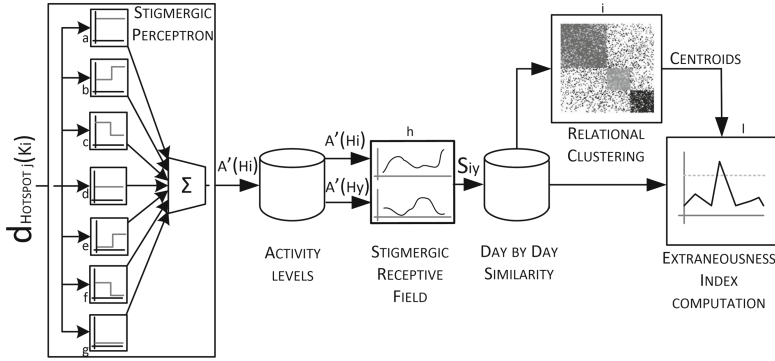 STIGMERGIC
PERCEPTRON
a
b
c
d
e
f
g
dHOTSPOT j(Ki)
Σ
A'(Hi)
ACTIVITY
LEVELS
A'(Hi)
A'(Hy)
h
STIGMERGIC
RECEPTIVE
FIELD
Siy
DAY BY DAY
SIMILARITY
i
RELATIONAL
CLUSTERING
CENTROIDS
l
EXTRANEOUSNESS
INDEX
COMPUTATION